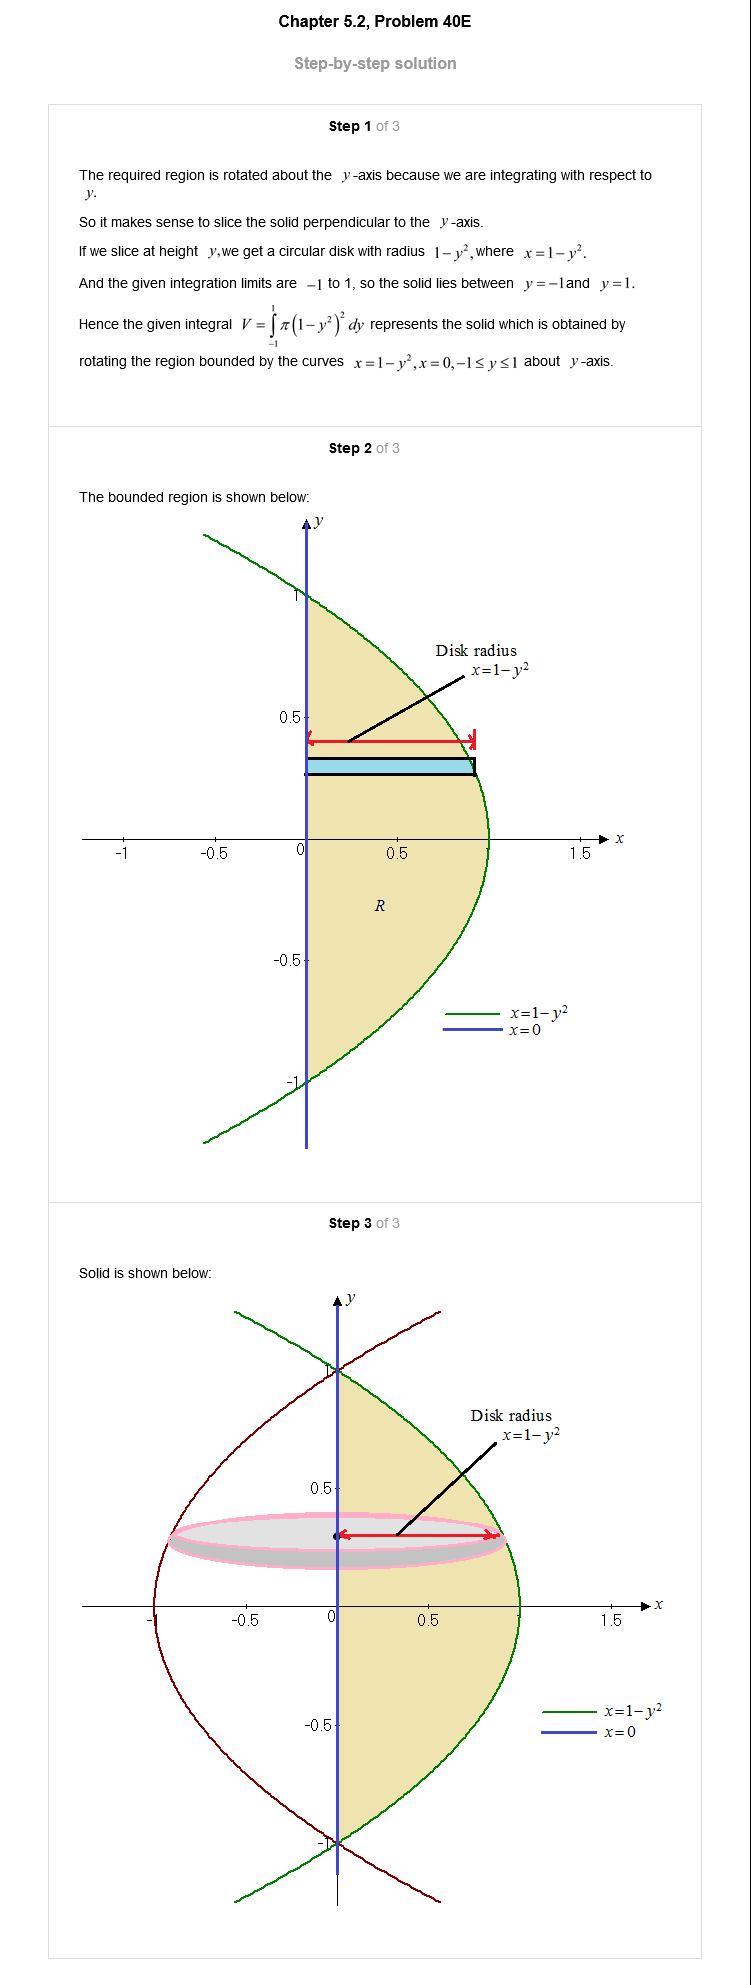 Chapter 5.2, Problem 40E
Step-by-step solution
Step 1 of 3
The required region is rotated about the y-axis because we are integrating with respect to
y.
So it makes sense to slice the solid perpendicular to the y-axis.
If we slice at height y, we get a circular disk with radius 1−y², where x=1−y².
And the given integration limits are −1 to 1, so the solid lies between y=−1and y=1.
Hence the given integral V = ∫₋₁¹ π(1−y²)² dy represents the solid which is obtained by
rotating the region bounded by the curves x=1−y², x=0, −1≤y≤1 about y-axis.
Step 2 of 3
The bounded region is shown below:
y
1
Disk radius
x=1−y²
0.5
x
-1 -0.5 0 0.5 1.5
R
-0.5
x=1−y²
x=0
-1
Step 3 of 3
Solid is shown below:
y
1
Disk radius
x=1−y²
0.5
x
-1 -0.5 0 0.5 1.5
x=1−y²
-0.5 x=0
-1